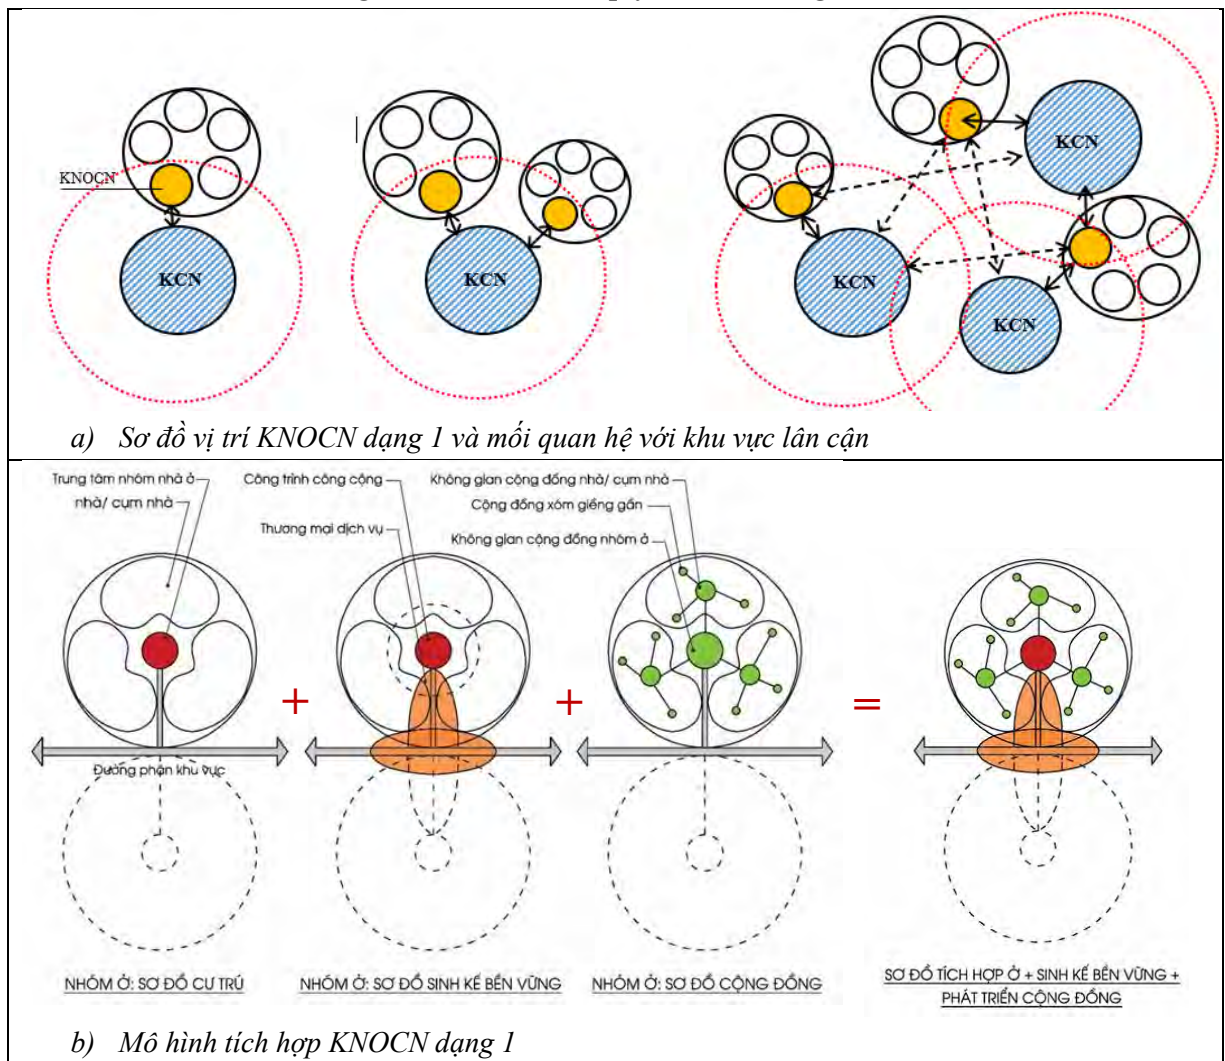 KNOCN
KCN
KCN
KCN
KCN
KCN
a) Sơ đồ vị trí KNOCN dạng 1 và mối quan hệ với khu vực lân cận
Trung tâm nhóm nhà ở
nhà/ cụm nhà
Công trình công cộng
Thương mại dịch vụ
Không gian cộng đồng nhà/ cụm nhà
Cộng đồng xóm giềng gần
Không gian cộng đồng nhóm ở
+
+
=
Đường phân khu vực
NHÓM Ở: SƠ ĐỒ CƯ TRÚ
NHÓM Ở: SƠ ĐỒ SINH KẾ BỀN VỮNG
NHÓM Ở: SƠ ĐỒ CỘNG ĐỒNG
SƠ ĐỒ TÍCH HỢP Ở + SINH KẾ BỀN VỮNG +
PHÁT TRIỂN CỘNG ĐỒNG
b) Mô hình tích hợp KNOCN dạng 1